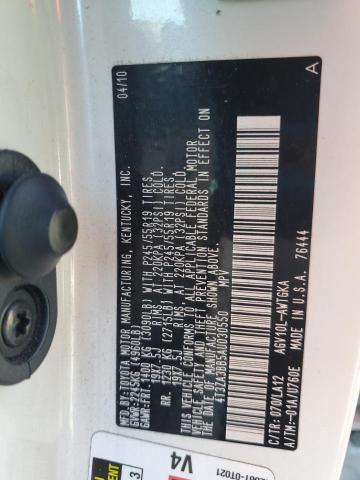 MFD. BY: TOYOTA MOTOR MANUFACTURING, KENTUCKY, INC. 04/10
GVWR: 2245KG (4950LB)
GAWR: FRT. 1400 KG (3090LB) WITH P245/55R19 TIRES,
19X7.5J RIMS, AT 220KPA (32PSI) COLD.
RR. 1230 KG (2715LB) WITH P245/55R19 TIRES,
19X7.5J RIMS, AT 220KPA (32PSI) COLD.
THIS VEHICLE CONFORMS TO ALL APPLICABLE FEDERAL MOTOR
VEHICLE SAFETY AND THEFT PREVENTION STANDARDS IN EFFECT
ON THE DATE OF MANUFACTURE SHOWN ABOVE.
MPV
C/TR: 070/LA12 AGV10L-AWTGKA
A/TM:-01A/U760E MADE IN U.S.A. 76444 A
0T021
V4